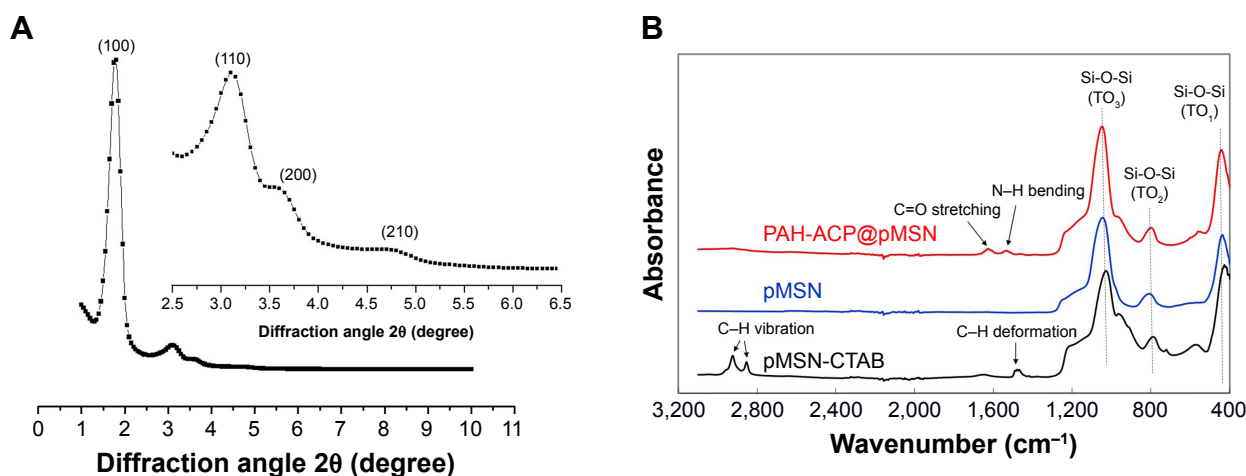 A
(100)
(110)
(200)
(210)
2.5 3.0 3.5 4.0 4.5 5.0 5.5 6.0 6.5
Diffraction angle 2θ (degree)
0 1 2 3 4 5 6 7 8 9 10 11
Diffraction angle 2θ (degree)
B
Absorbance
Si-O-Si
(TO₃)
Si-O-Si
(TO₁)
Si-O-Si
(TO₂)
N–H bending
C=O stretching
PAH-ACP@pMSN
pMSN
C–H vibration
C–H deformation
pMSN-CTAB
3,200 2,800 2,400 2,000 1,600 1,200 800 400
Wavenumber (cm⁻¹)